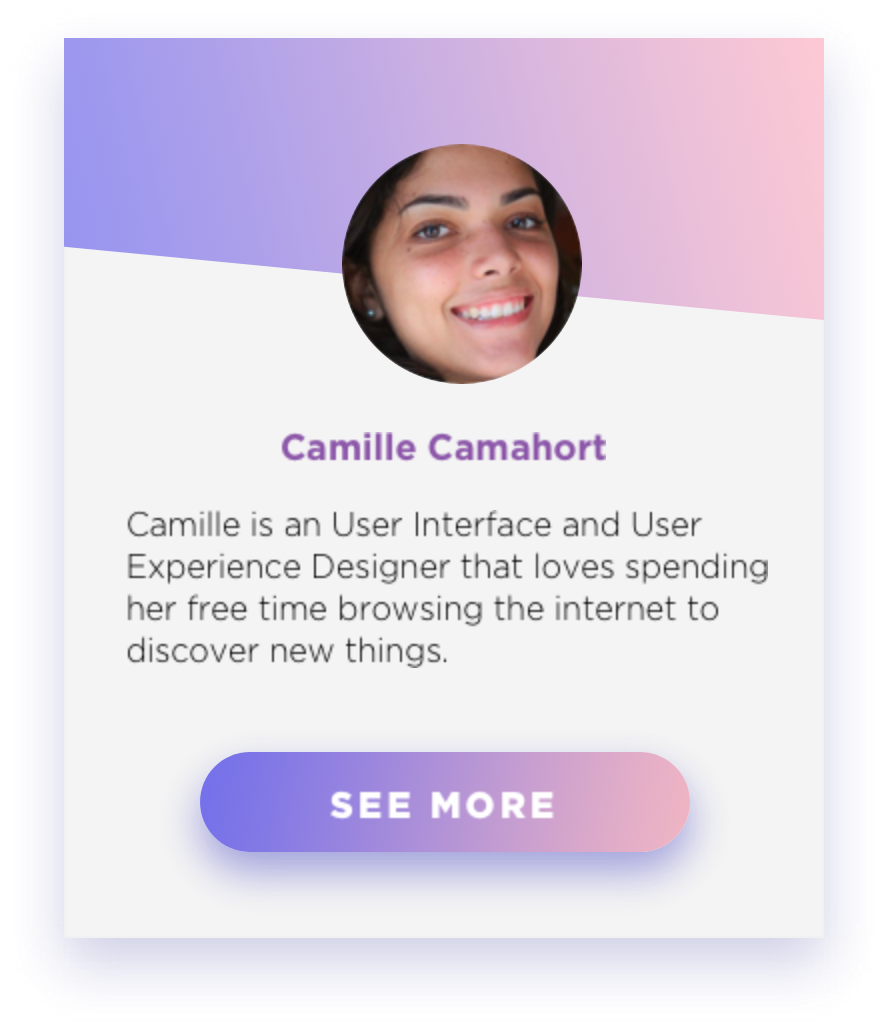 Camille Camahort
Camille is an User Interface and User
Experience Designer that loves spending
her free time browsing the internet to
discover new things.
SEE MORE